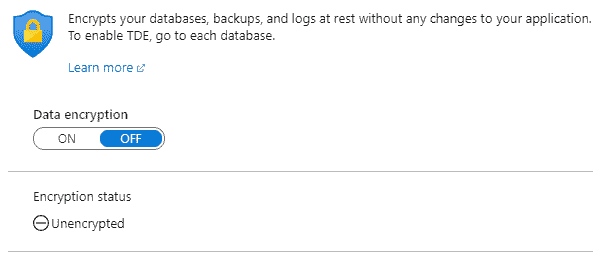 Encrypts your databases, backups, and logs at rest without any changes to your application.
To enable TDE, go to each database.
Learn more
Data encryption
ON OFF
Encryption status
Unencrypted